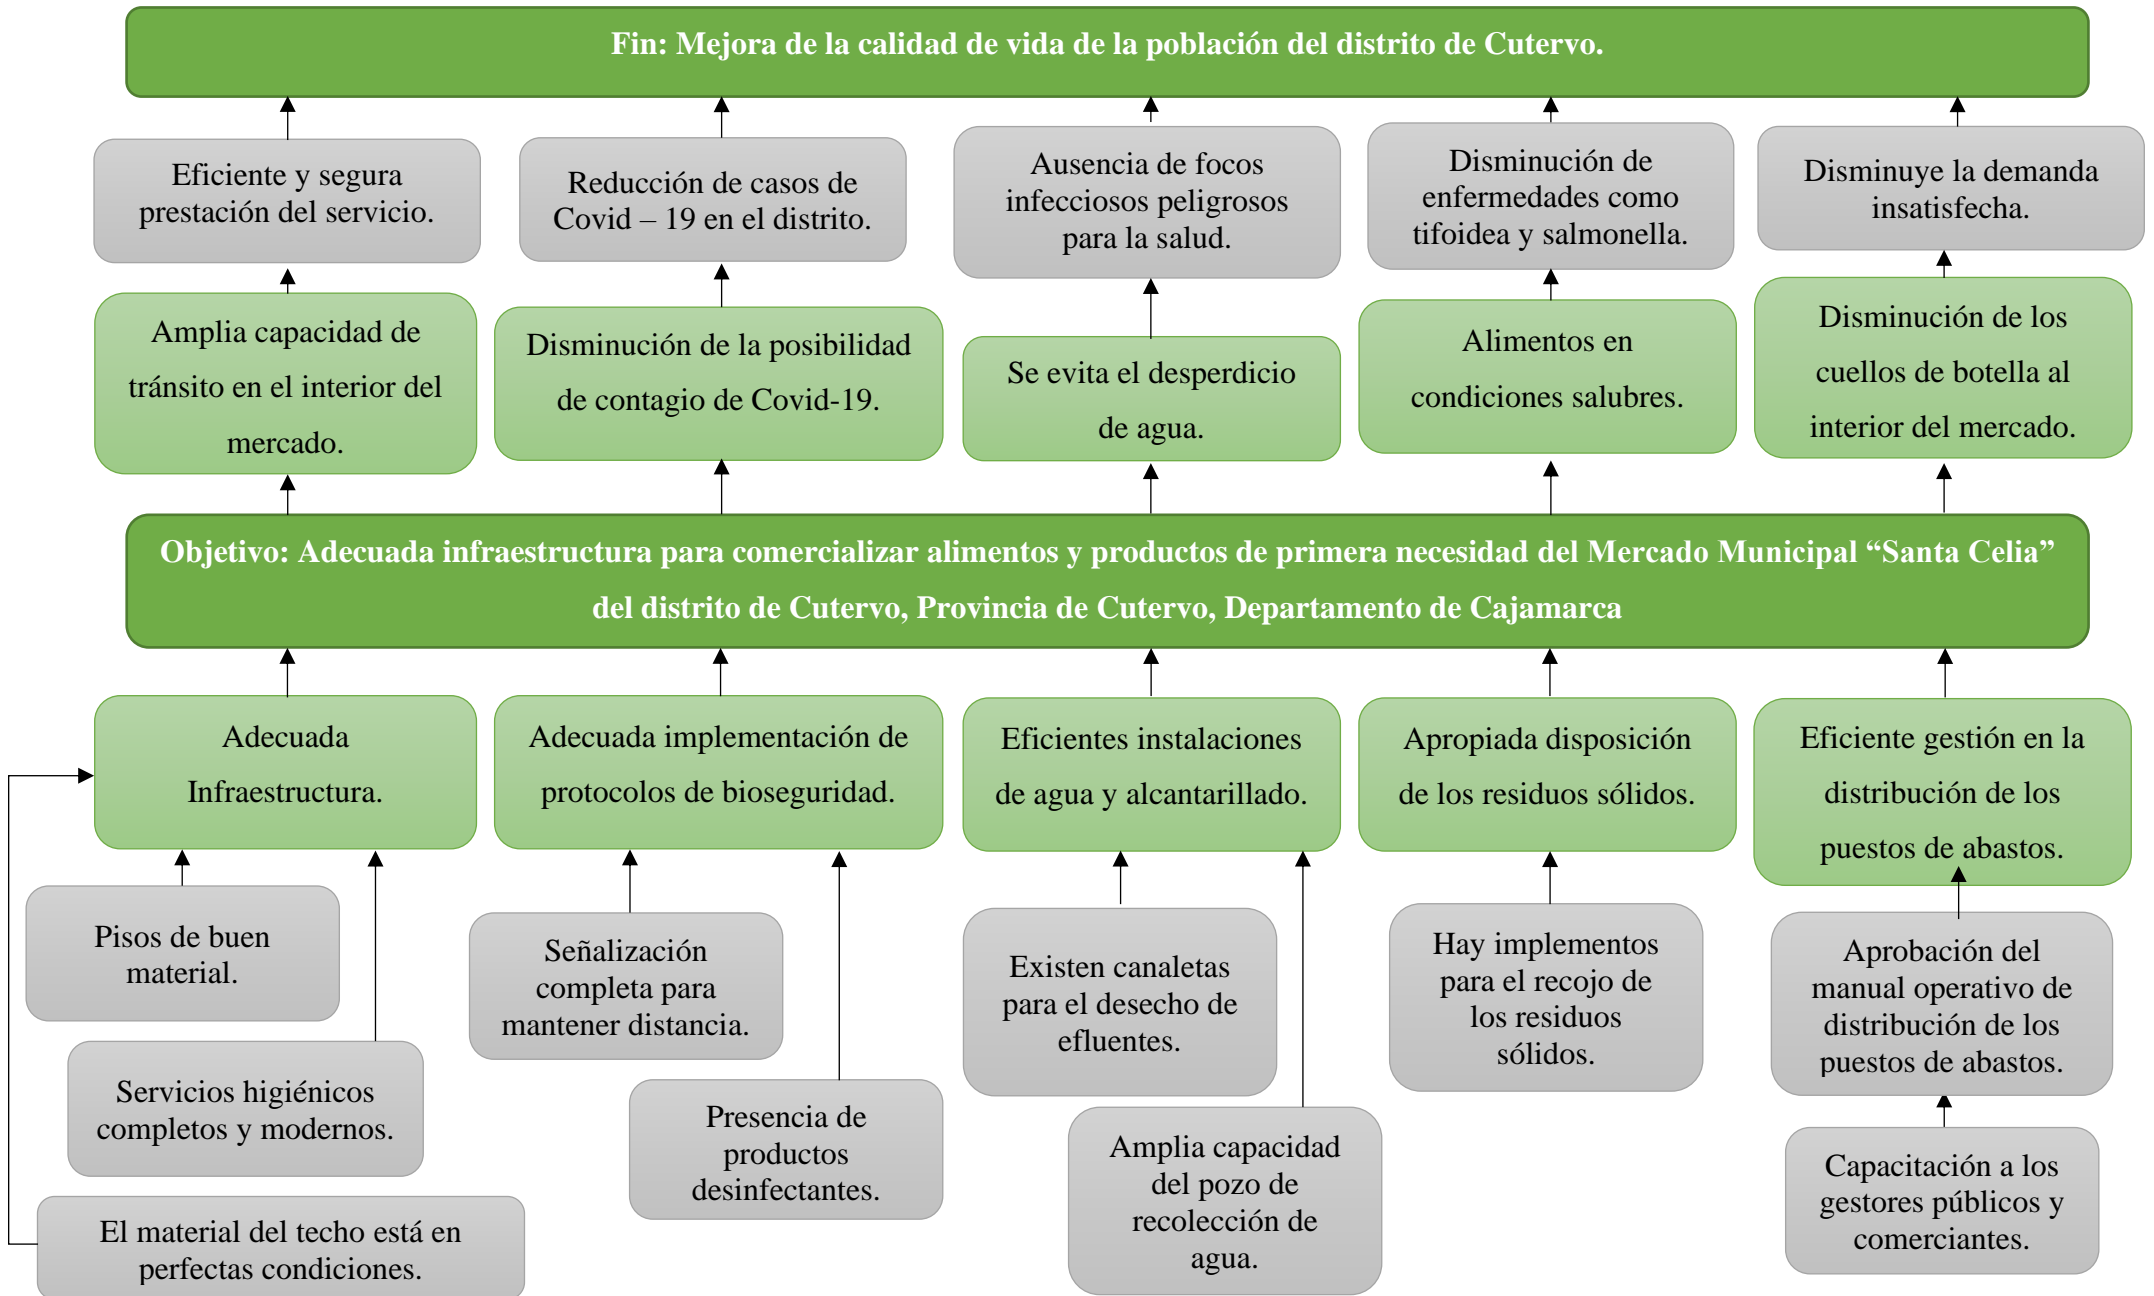 Fin: Mejora de la calidad de vida de la población del distrito de Cutervo.
Eficiente y segura
prestación del servicio.
Reducción de casos de
Covid – 19 en el distrito.
Ausencia de focos
infecciosos peligrosos
para la salud.
Disminución de
enfermedades como
tifoidea y salmonella.
Disminuye la demanda
insatisfecha.
Amplia capacidad de
tránsito en el interior del
mercado.
Disminución de la posibilidad
de contagio de Covid-19.
Se evita el desperdicio
de agua.
Alimentos en
condiciones salubres.
Disminución de los
cuellos de botella al
interior del mercado.
Objetivo: Adecuada infraestructura para comercializar alimentos y productos de primera necesidad del Mercado Municipal “Santa Celia”
del distrito de Cutervo, Provincia de Cutervo, Departamento de Cajamarca
Adecuada
Infraestructura.
Adecuada implementación de
protocolos de bioseguridad.
Eficientes instalaciones
de agua y alcantarillado.
Apropiada disposición
de los residuos sólidos.
Eficiente gestión en la
distribución de los
puestos de abastos.
Pisos de buen
material.
Señalización
completa para
mantener distancia.
Existen canaletas
para el desecho de
efluentes.
Hay implementos
para el recojo de
los residuos
sólidos.
Aprobación del
manual operativo de
distribución de los
puestos de abastos.
Servicios higiénicos
completos y modernos.
Presencia de
productos
desinfectantes.
Amplia capacidad
del pozo de
recolección de
agua.
Capacitación a los
gestores públicos y
comerciantes.
El material del techo está en
perfectas condiciones.